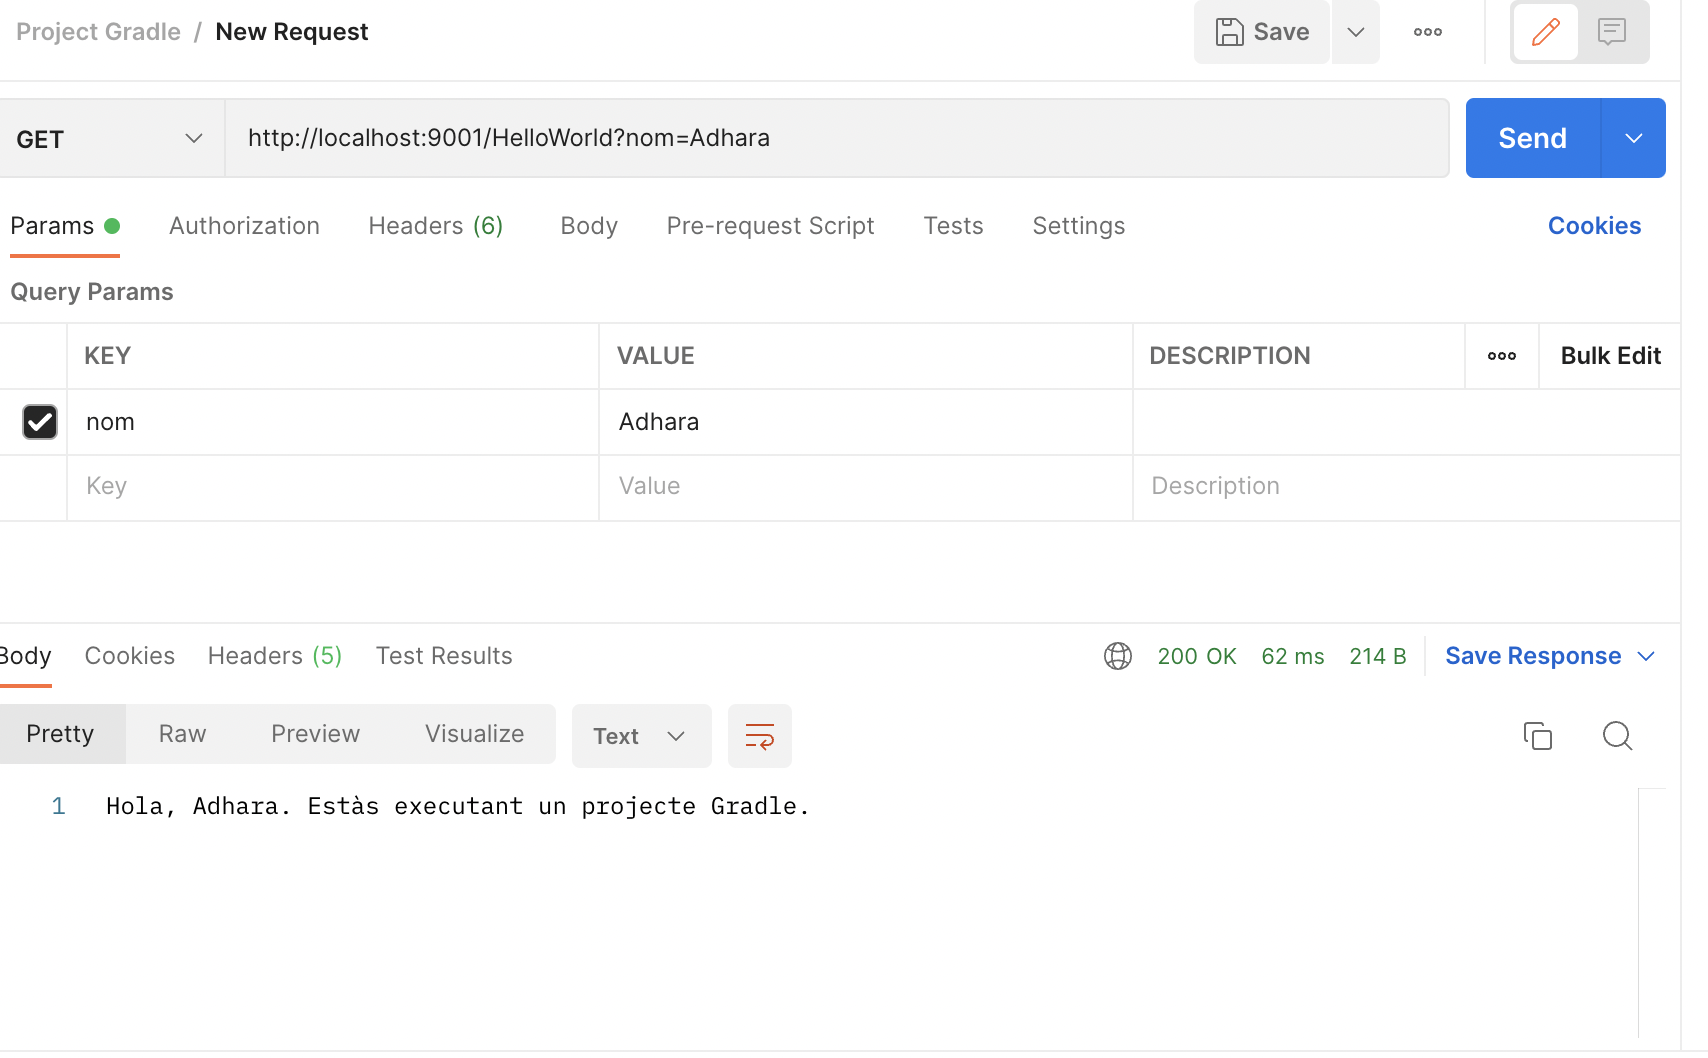 Project Gradle / New Request
Save
GET
http://localhost:9001/HelloWorld?nom=Adhara
Send
Params
Authorization
Headers (6)
Body
Pre-request Script
Tests
Settings
Cookies
Query Params
KEY
VALUE
DESCRIPTION
Bulk Edit
nom
Adhara
Key
Value
Description
Body
Cookies
Headers (5)
Test Results
200 OK
62 ms
214 B
Save Response
Pretty
Raw
Preview
Visualize
Text
1
Hola, Adhara. Estàs executant un projecte Gradle.